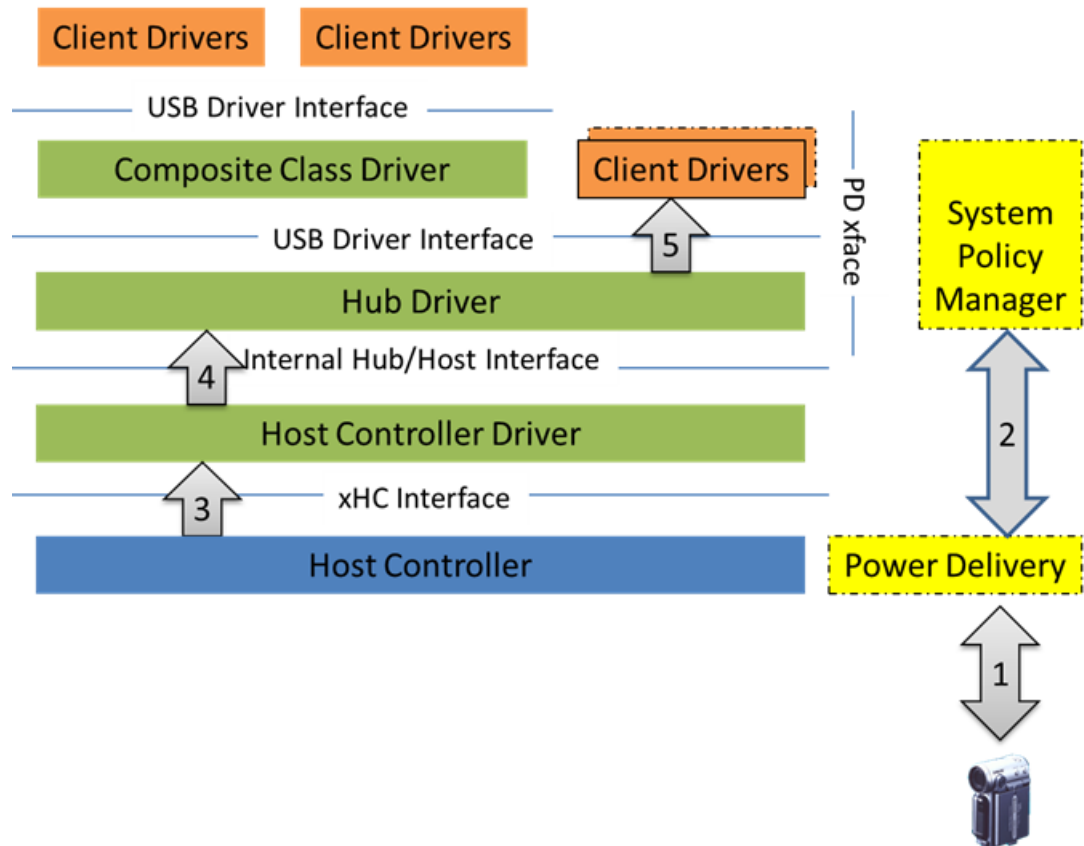 Client Drivers
Client Drivers
USB Driver Interface
Composite Class Driver
Client Drivers
PD xface
System
Policy
Manager
USB Driver Interface
5
Hub Driver
4
Internal Hub/Host Interface
Host Controller Driver
2
3
xHC Interface
Host Controller
Power Delivery
1